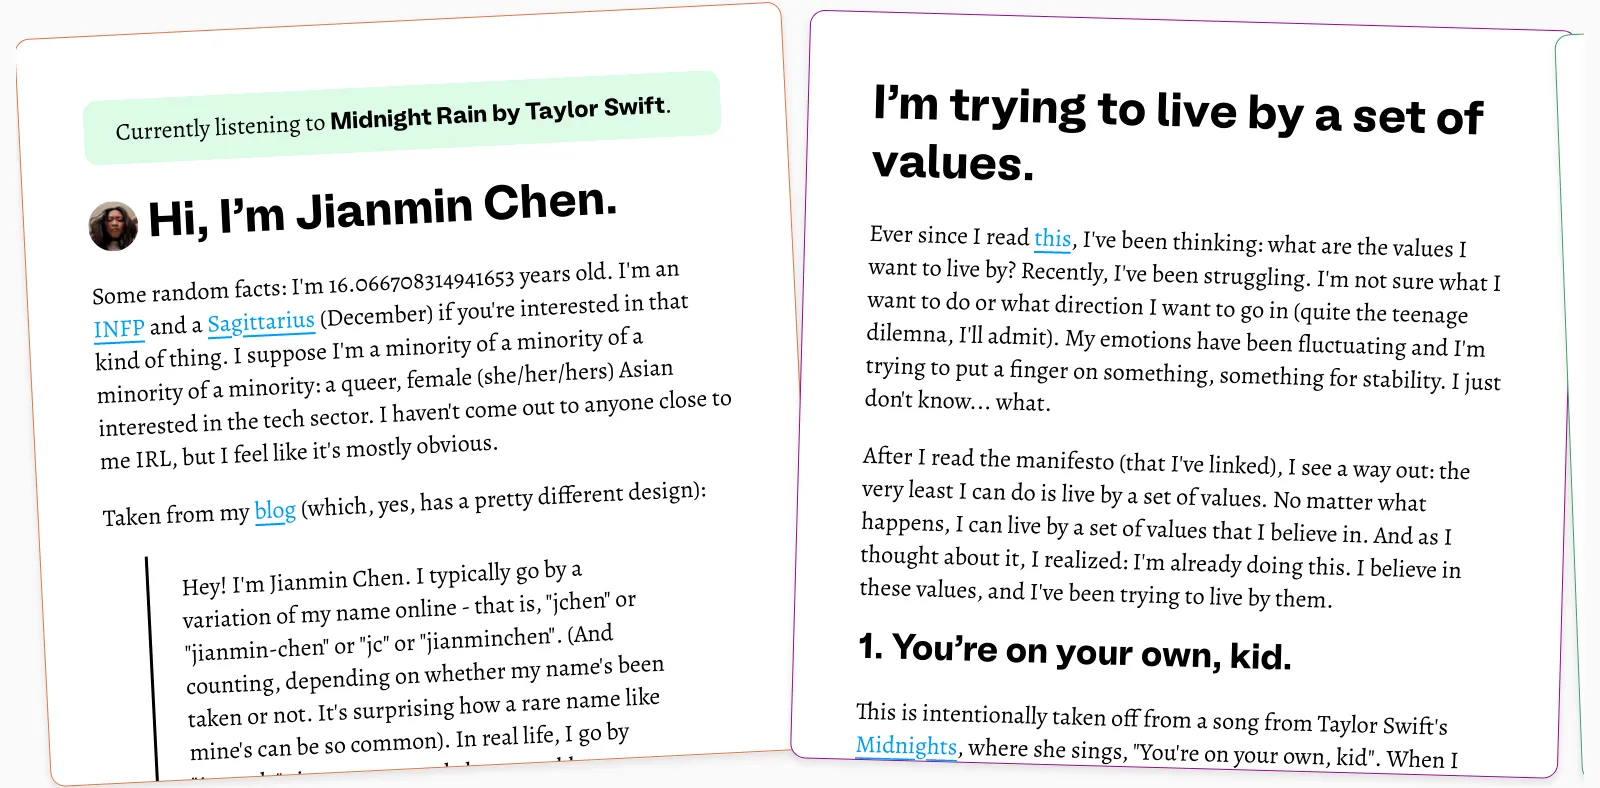 Currently listening to Midnight Rain by Taylor Swift.
Hi, I’m Jianmin Chen.
Some random facts: I'm 16.066708314941653 years old. I'm an
INFP and a Sagittarius (December) if you're interested in that
kind of thing. I suppose I'm a minority of a minority of a
minority of a minority: a queer, female (she/her/hers) Asian
interested in the tech sector. I haven't come out to anyone close to
me IRL, but I feel like it's mostly obvious.
Taken from my blog (which, yes, has a pretty different design):
Hey! I'm Jianmin Chen. I typically go by a
variation of my name online - that is, "jchen" or
"jianmin-chen" or "jc" or "jianminchen". (And
counting, depending on whether my name's been
taken or not. It's surprising how a rare name like
mine's can be so common). In real life, I go by
I’m trying to live by a set of
values.
Ever since I read this, I've been thinking: what are the values I
want to live by? Recently, I've been struggling. I'm not sure what I
want to do or what direction I want to go in (quite the teenage
dilemna, I'll admit). My emotions have been fluctuating and I'm
trying to put a finger on something, something for stability. I just
don't know... what.
After I read the manifesto (that I've linked), I see a way out: the
very least I can do is live by a set of values. No matter what
happens, I can live by a set of values that I believe in. And as I
thought about it, I realized: I'm already doing this. I believe in
these values, and I've been trying to live by them.
1. You’re on your own, kid.
This is intentionally taken off from a song from Taylor Swift's
Midnights, where she sings, "You're on your own, kid". When I